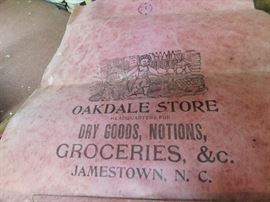 OAKDALE STORE
HEADQUARTERS FOR
DRY GOODS, NOTIONS,
GROCERIES, &c.
JAMESTOWN, N. C.